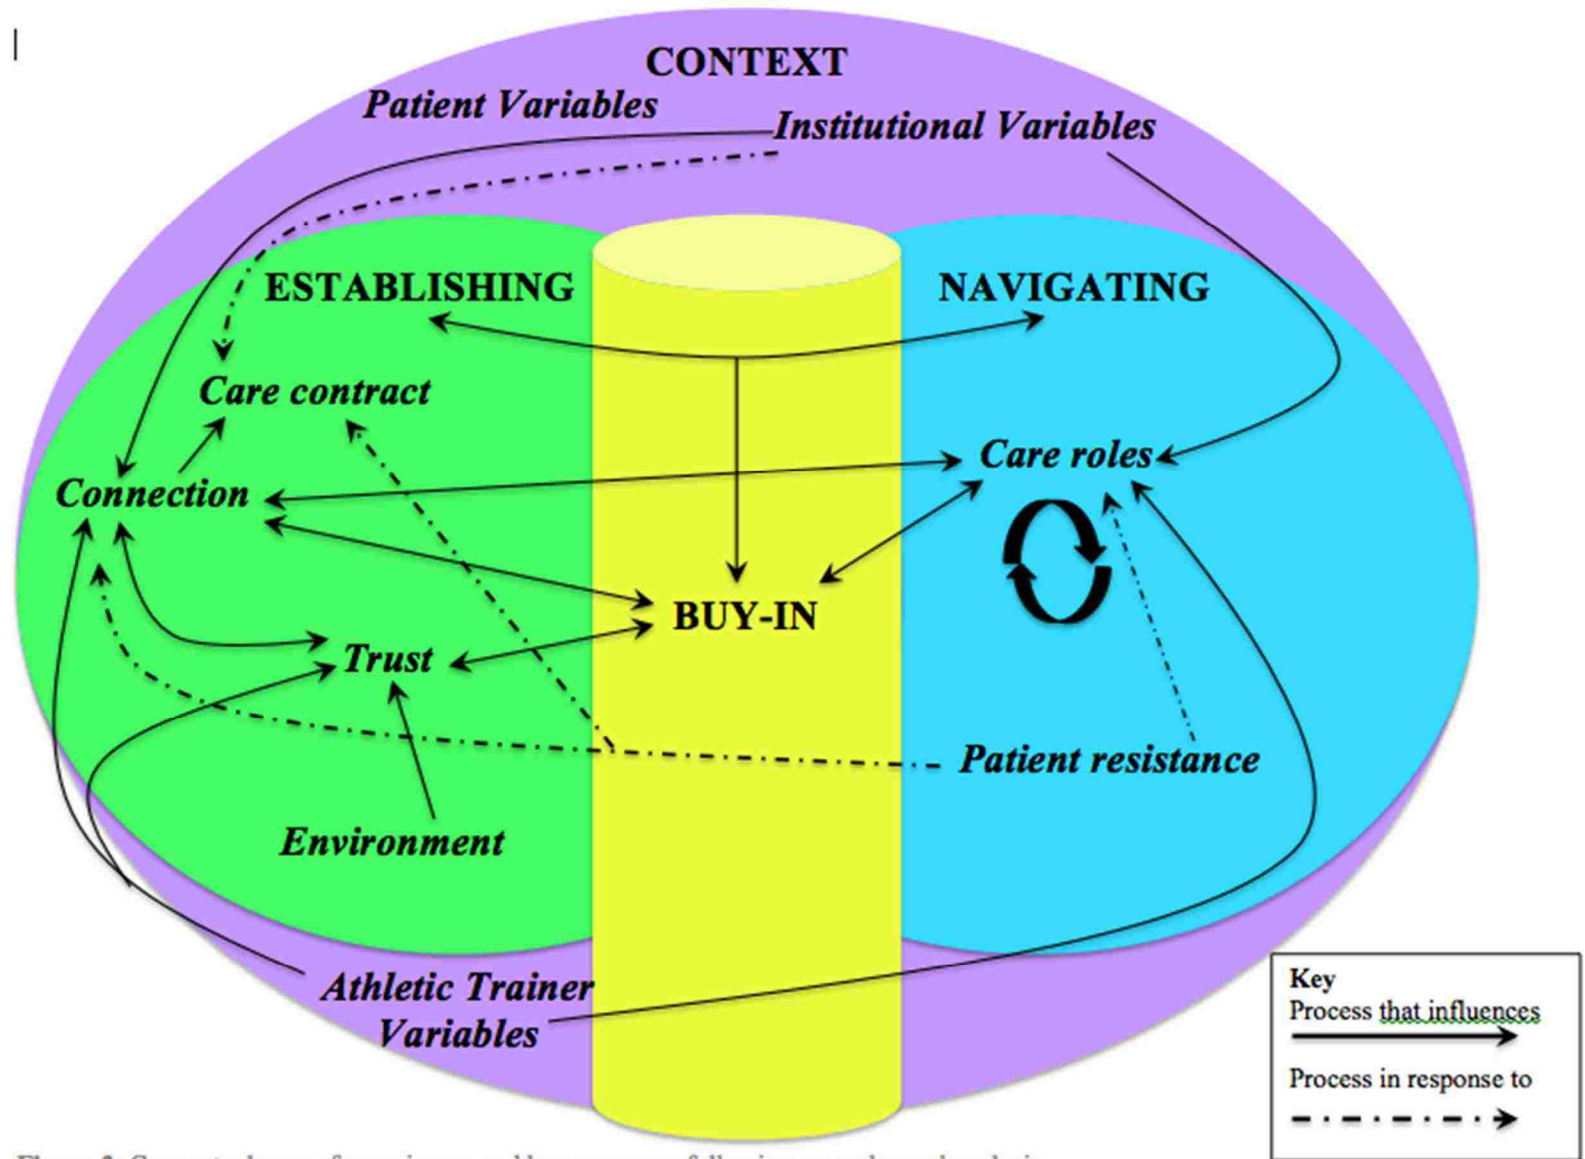 CONTEXT
Patient Variables
Institutional Variables
ESTABLISHING
NAVIGATING
Care contract
Care roles
Connection
BUY-IN
Trust
Patient resistance
Environment
Athletic Trainer
Variables
Key
Process that influences
Process in response to